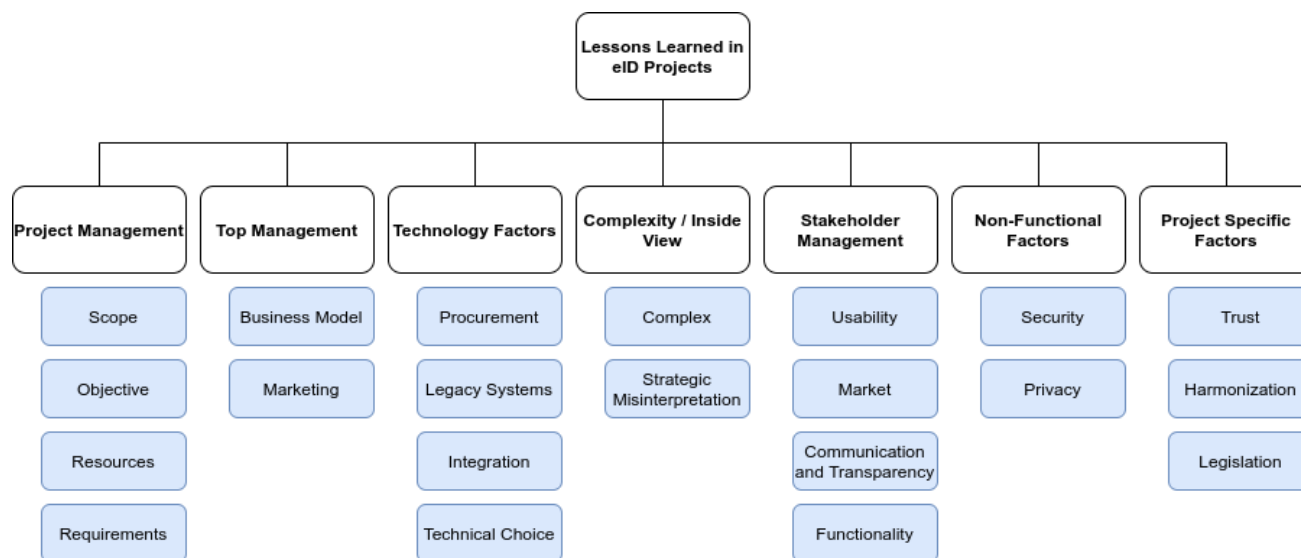 Lessons Learned in
eID Projects
Project Management
Top Management
Technology Factors
Complexity / Inside
View
Stakeholder
Management
Non-Functional
Factors
Project Specific
Factors
Scope
Objective
Resources
Requirements
Business Model
Marketing
Procurement
Legacy Systems
Integration
Technical Choice
Complex
Strategic
Misinterpretation
Usability
Market
Communication
and Transparency
Functionality
Security
Privacy
Trust
Harmonization
Legislation